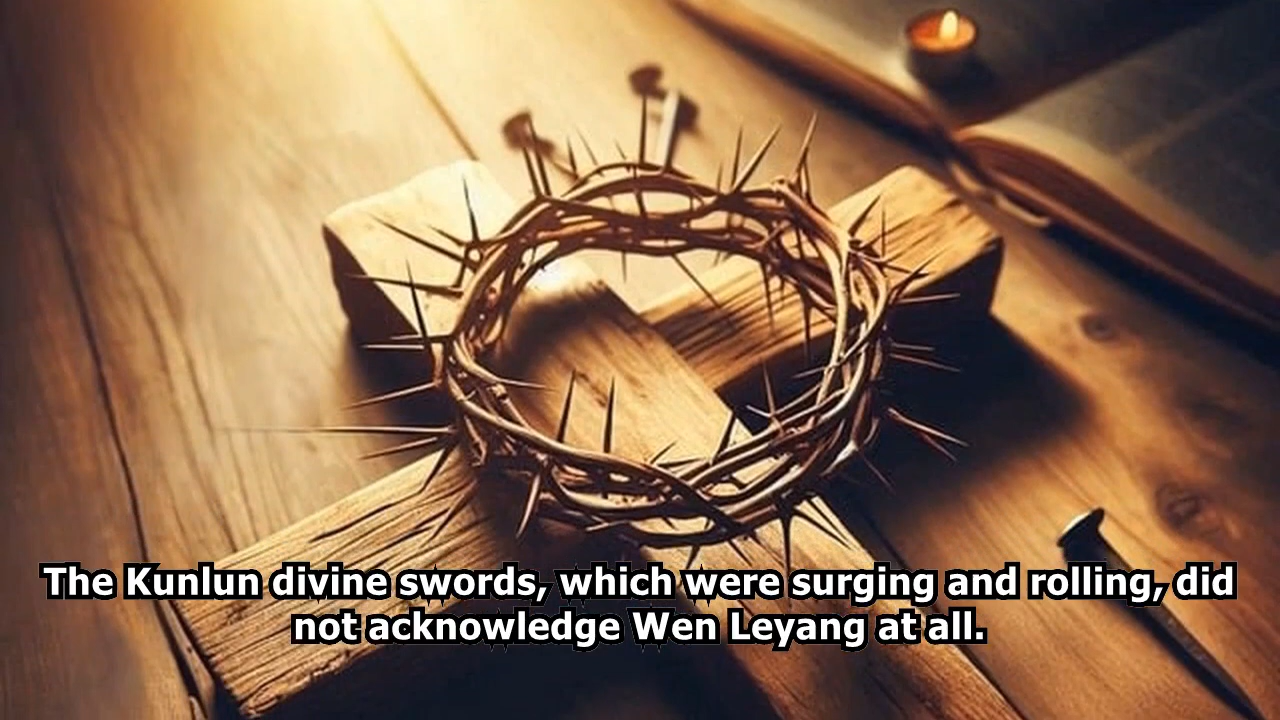 The Kunlun divine swords, which were surging and rolling, did
not acknowledge Wen Leyang at all.